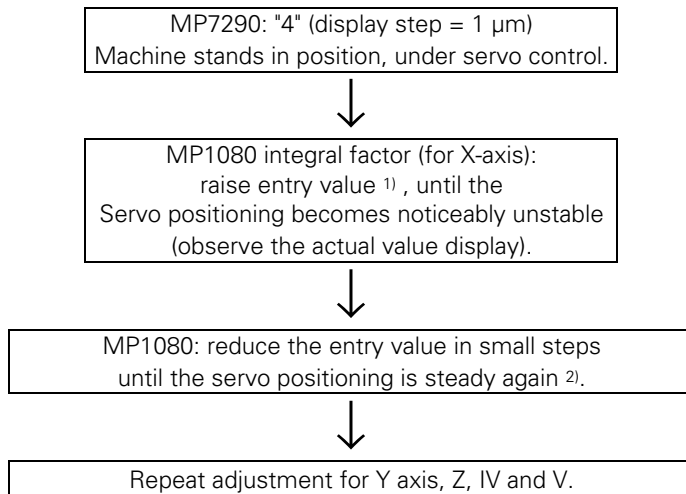 MP7290: "4" (display step = 1 µm)
Machine stands in position, under servo control.
MP1080 integral factor (for X-axis):
raise entry value 1) , until the
Servo positioning becomes noticeably unstable
(observe the actual value display).
MP1080: reduce the entry value in small steps
until the servo positioning is steady again 2).
Repeat adjustment for Y axis, Z, IV and V.